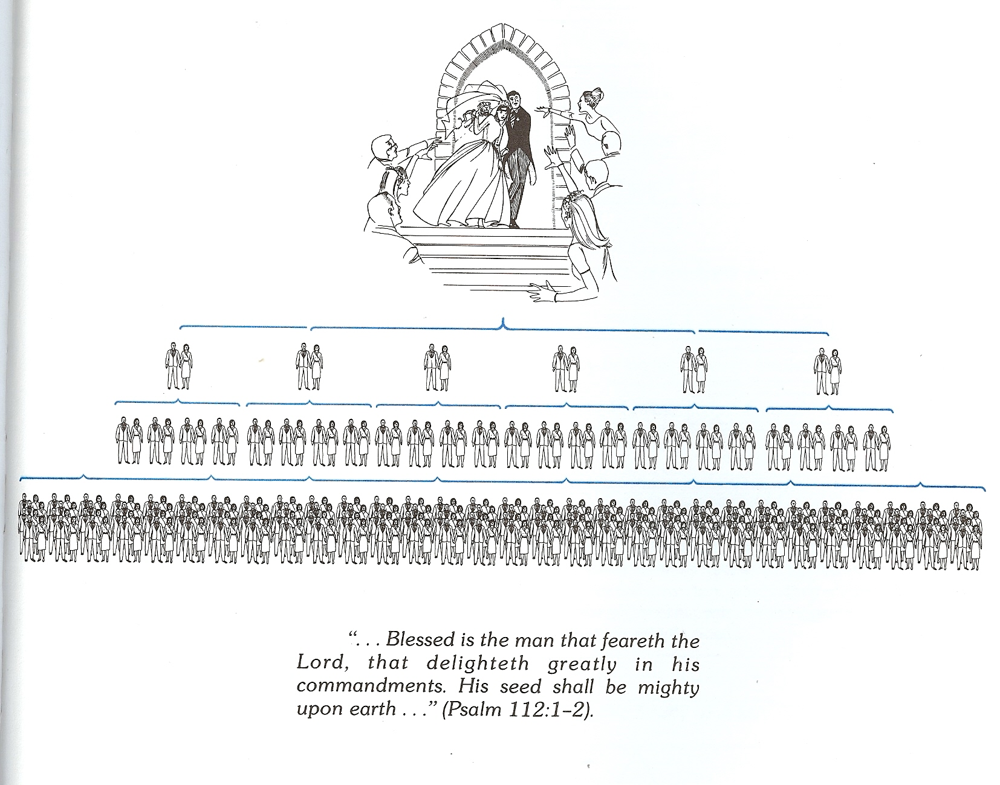 “. . . Blessed is the man that feareth the
Lord, that delighteth greatly in his
commandments. His seed shall be mighty
upon earth . . .” (Psalm 112:1–2).